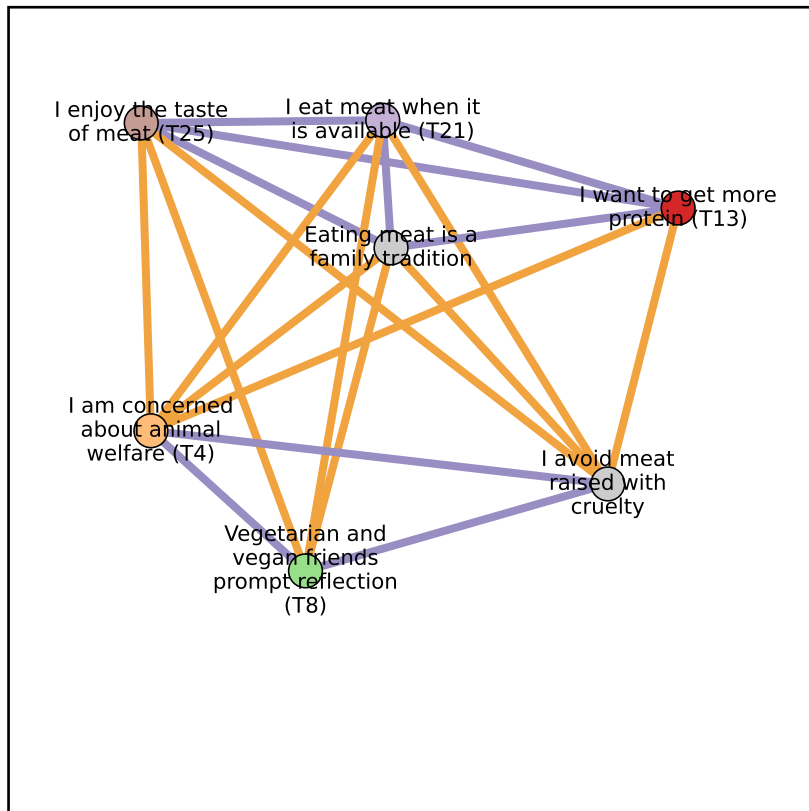 I enjoy the taste
of meat (T25)
I eat meat when it
is available (T21)
I want to get more
protein (T13)
Eating meat is a
family tradition
I am concerned
about animal
welfare (T4)
I avoid meat
raised with
cruelty
Vegetarian and
vegan friends
prompt reflection
(T8)